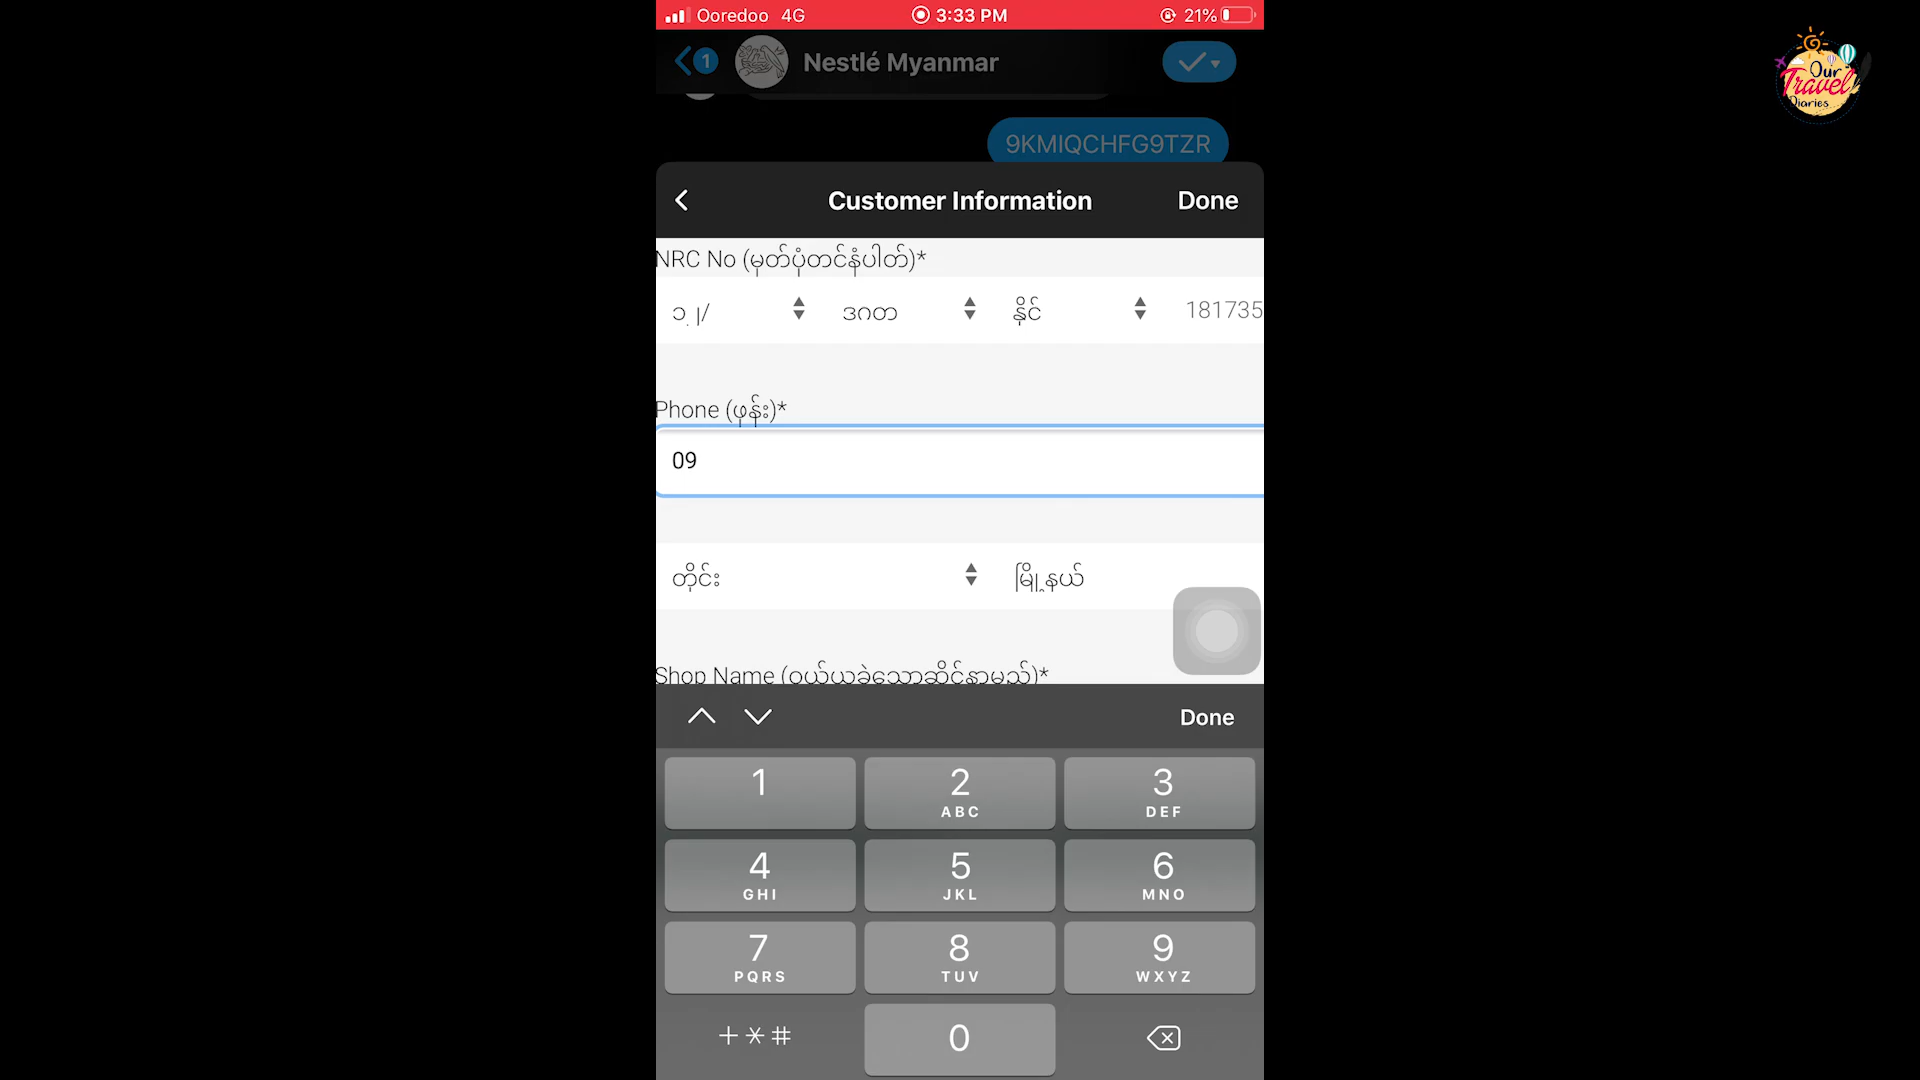 Ooredoo 4G 3:33 PM 21%
1 Nestlé Myanmar
Our
Travel
Diaries...
9KMIQCHFG9TZR
Customer Information Done
NRC No (မှတ်ပုံတင်နံပါတ်)*
၁၂/ ဒဂတ နိုင် 181735
Phone (ဖုန်း)*
09
တိုင်း မြို့နယ်
Shop Name (ဝယ်ယူခဲ့သောဆိုင်နာမည်)*
Done
1 2 3
ABC DEF
4 5 6
GHI JKL MNO
7 8 9
PQRS TUV WXYZ
+*# 0